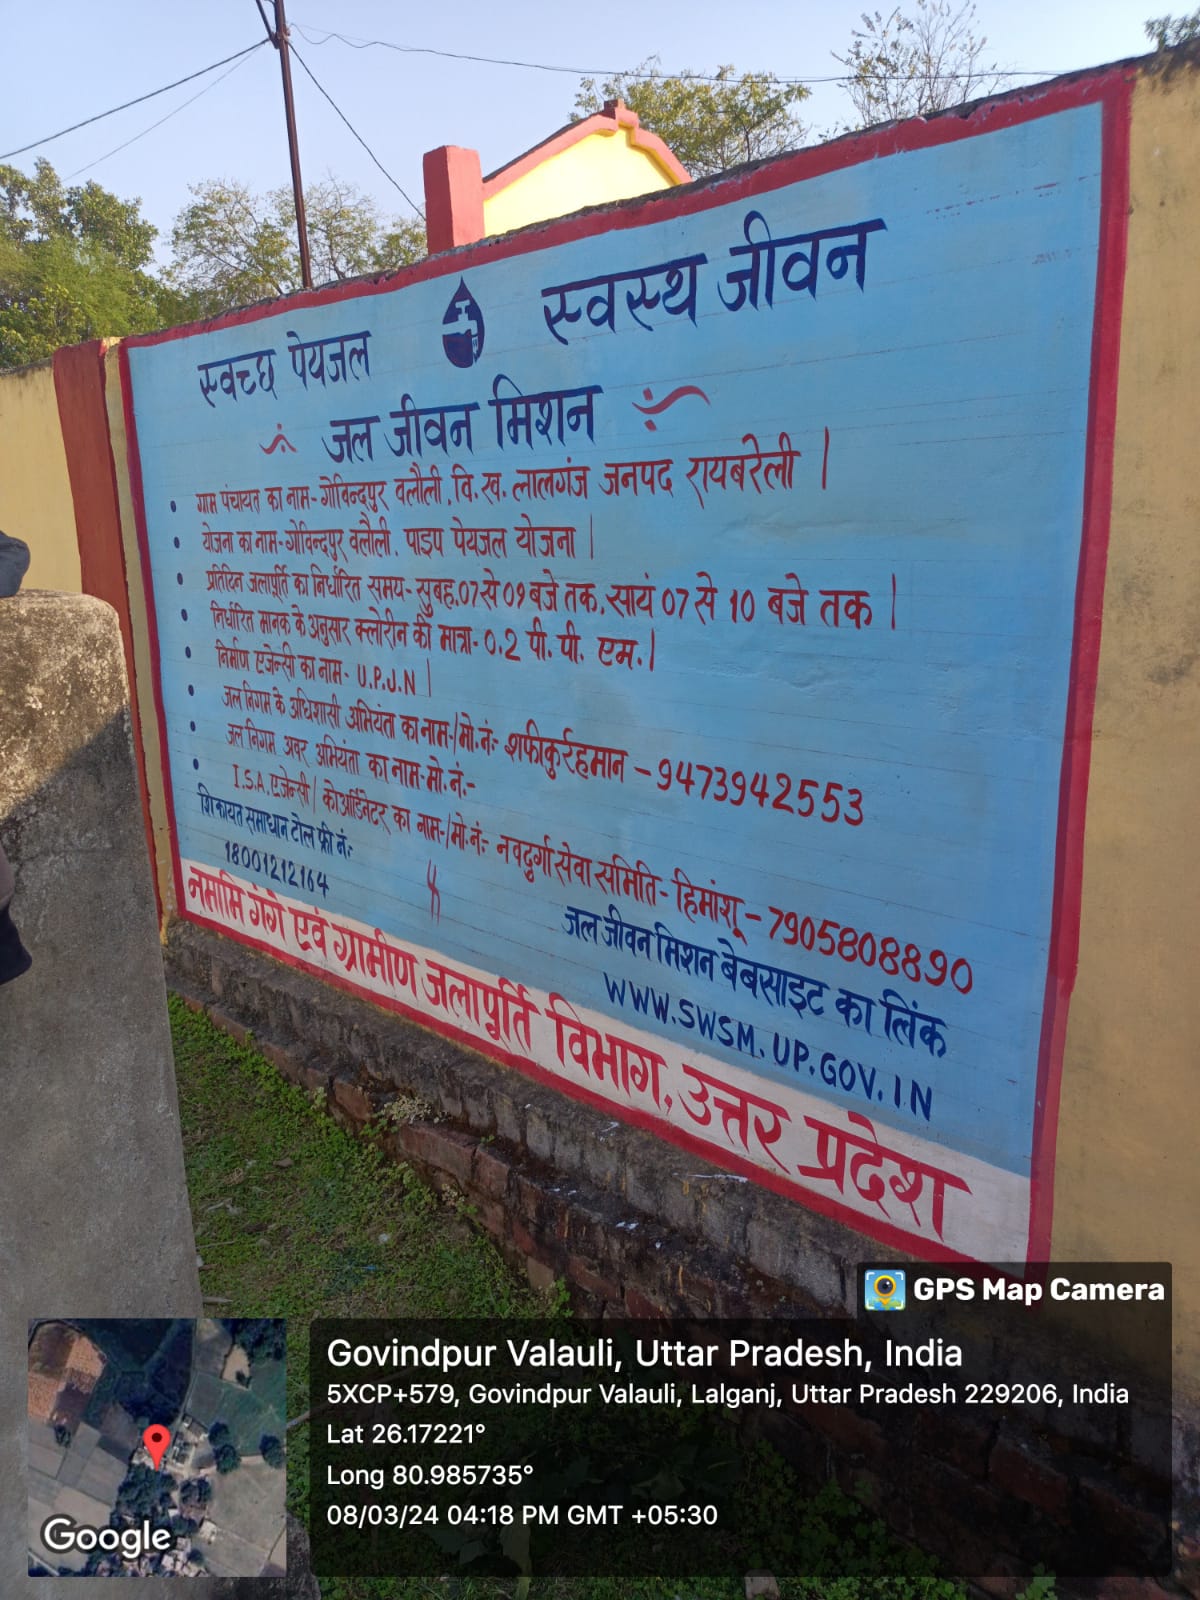 स्वच्छ पेयजल स्वस्थ जीवन
जल जीवन मिशन
ग्राम पंचायत का नाम- गोविन्दपुर वलौली, वि. ख. लालगंज जनपद रायबरेली |
योजना का नाम- गोविन्दपुर वलौली. पाइप पेयजल योजना |
प्रतिदिन जलापूर्ति का निर्धारित समय- सुबह. 07 से 09 बजे तक, सायं 07 से 10 बजे तक |
निर्धारित मानक के अनुसार क्लोरीन की मात्रा- 0.2 पी. पी. एम. |
निर्माण एजेन्सी का नाम- U.P.J.N |
जल निगम के अधिशासी अभियंता का नाम-/मो.नं:- शफीकुर्रहमान - 9473942553
जल निगम अवर अभियंता का नाम-मो.नं.-
I.S.A. एजेन्सी / कोआर्डिनेटर का नाम-/मो.नं:- नवदुर्गा सेवा समिति- हिमांशू - 7905808890
शिकायत समाधान टोल फ्री नं:
18001212164
जल जीवन मिशन बेबसाइट का लिंक
WWW.SWSM.UP.GOV.IN
नमामि गंगे एवं ग्रामीण जलापूर्ति विभाग, उत्तर प्रदेश
GPS Map Camera
Govindpur Valauli, Uttar Pradesh, India
5XCP+579, Govindpur Valauli, Lalganj, Uttar Pradesh 229206, India
Lat 26.17221°
Long 80.985735°
08/03/24 04:18 PM GMT +05:30
Google